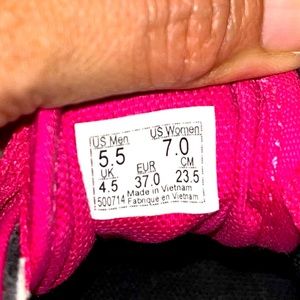 US Men US Women
5.5 7.0
UK EUR CM
4.5 37.0 23.5
Made in Vietnam
500714 Fabrique en Vietnam